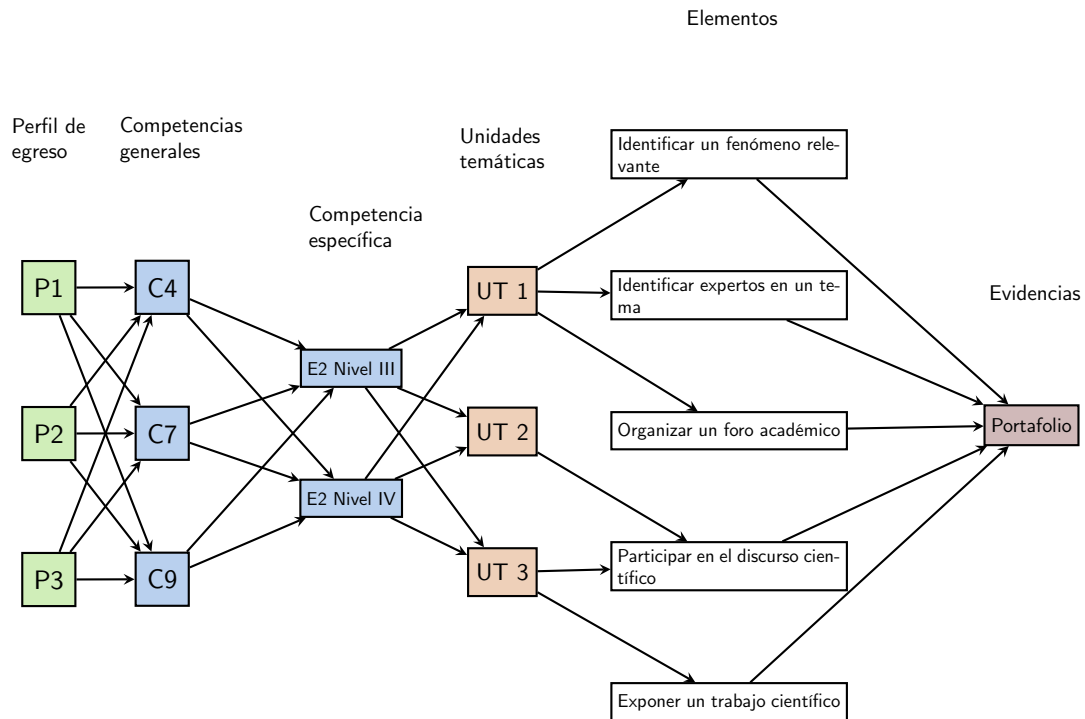 Elementos
Perfil de
egreso
Competencias
generales
Unidades
temáticas
Identificar un fenómeno rele-
vante
Competencia
específica
P1
C4
UT 1
Identificar expertos en un te-
ma
Evidencias
E2 Nivel III
P2
C7
UT 2
Organizar un foro académico
Portafolio
E2 Nivel IV
P3
C9
UT 3
Participar en el discurso cien-
tífico
Exponer un trabajo científico